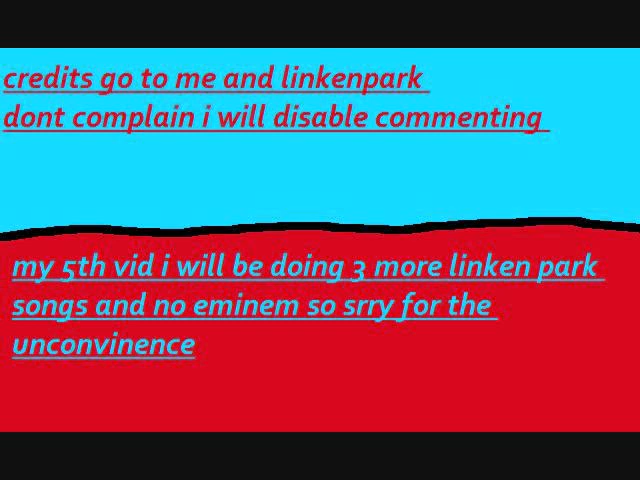 credits go to me and linkenpark
dont complain i will disable commenting
my 5th vid i will be doing 3 more linken park
songs and no eminem so srry for the
unconvinence